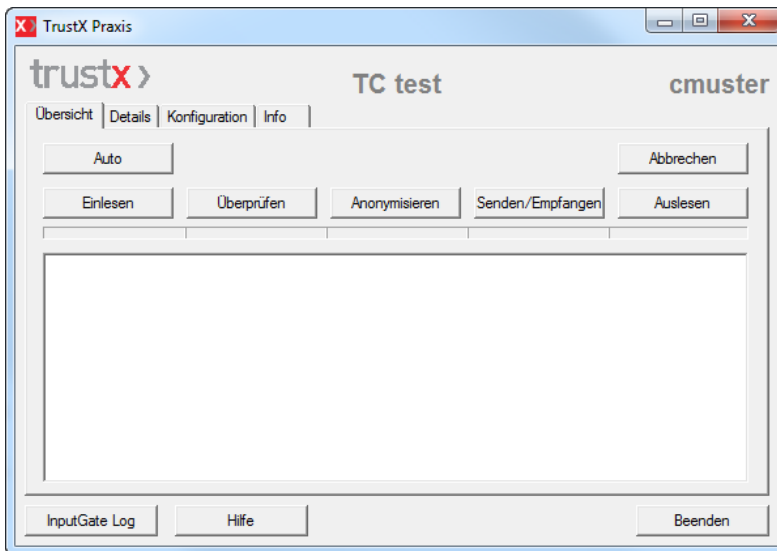 TrustX Praxis
trustx
TC test
cmuster
Übersicht Details Konfiguration Info
Auto Abbrechen
Einlesen Überprüfen Anonymisieren Senden/Empfangen Auslesen
InputGate Log Hilfe Beenden